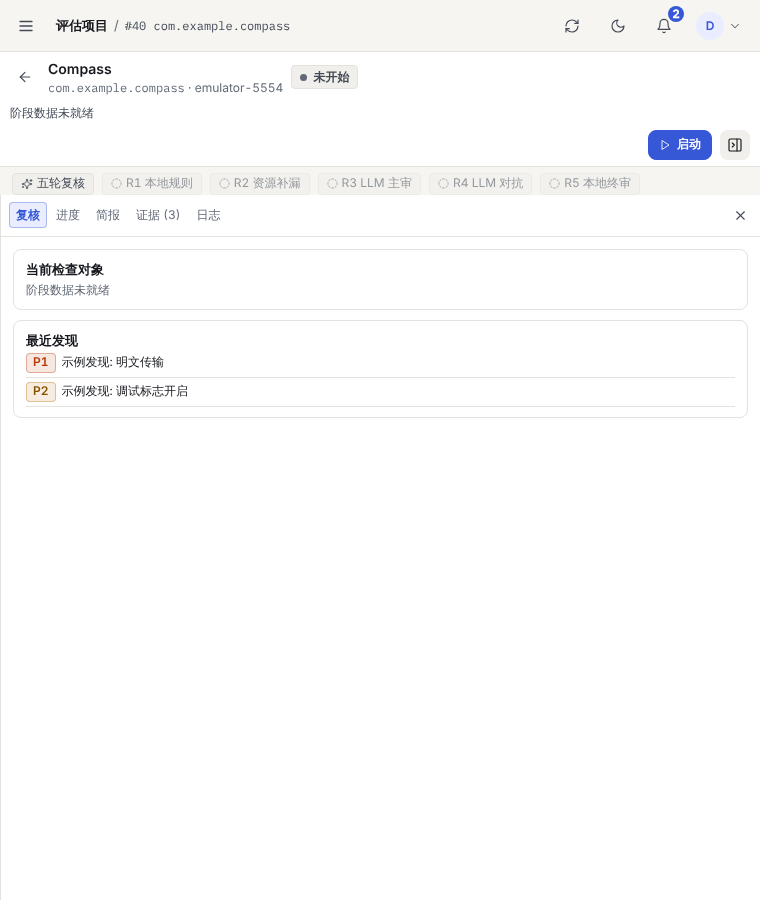 评估项目 / #40 com.example.compass
2
D
Compass
com.example.compass · emulator-5554
未开始
阶段数据未就绪
启动
五轮复核 R1 本地规则 R2 资源补漏 R3 LLM 主审 R4 LLM 对抗 R5 本地终审
复核 进度 简报 证据 (3) 日志
当前检查对象
阶段数据未就绪
最近发现
P1 示例发现: 明文传输
P2 示例发现: 调试标志开启